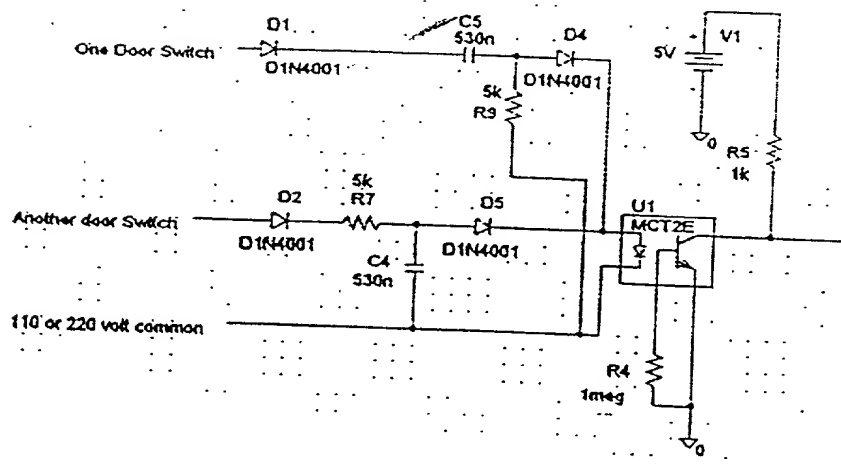 D1
C5
530n
D4
One Door Switch
D1N4001
D1N4001
5k
R9
5V
V1
0
R5
1k
5k
R7
D2
D5
U1
MCT2E
Another door Switch
D1N4001
D1N4001
C4
530n
110 or 220 volt common
R4
1meg
0